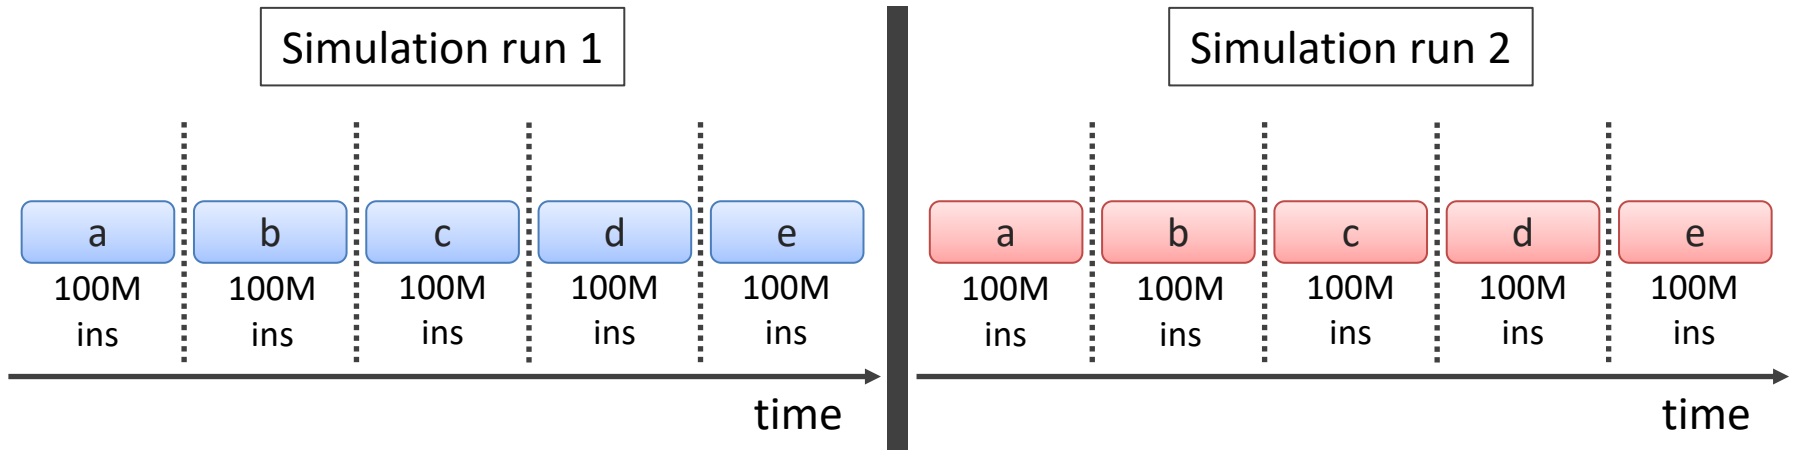 Simulation run 1
a b c d e
100M 100M 100M 100M 100M
ins ins ins ins ins
time
Simulation run 2
a b c d e
100M 100M 100M 100M 100M
ins ins ins ins ins
time